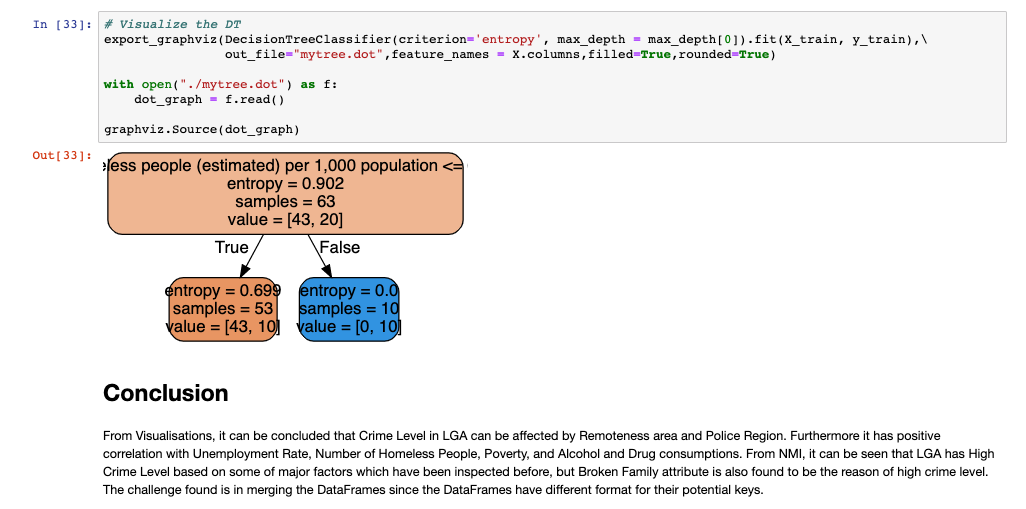 In [33]: # Visualize the DT
export_graphviz(DecisionTreeClassifier(criterion='entropy', max_depth = max_depth[0]).fit(X_train, y_train),\
out_file="mytree.dot",feature_names = X.columns,filled=True,rounded=True)
with open("./mytree.dot") as f:
dot_graph = f.read()
graphviz.Source(dot_graph)
Out[33]:
people (estimated) per 1,000 population <=
entropy = 0.902
samples = 63
value = [43, 20]
True False
entropy = 0.699
samples = 53
value = [43, 10]
entropy = 0.0
samples = 10
value = [0, 10]
Conclusion
From Visualisations, it can be concluded that Crime Level in LGA can be affected by Remoteness area and Police Region. Furthermore it has positive
correlation with Unemployment Rate, Number of Homeless People, Poverty, and Alcohol and Drug consumptions. From NMI, it can be seen that LGA has High
Crime Level based on some of major factors which have been inspected before, but Broken Family attribute is also found to be the reason of high crime level.
The challenge found is in merging the DataFrames since the DataFrames have different format for their potential keys.